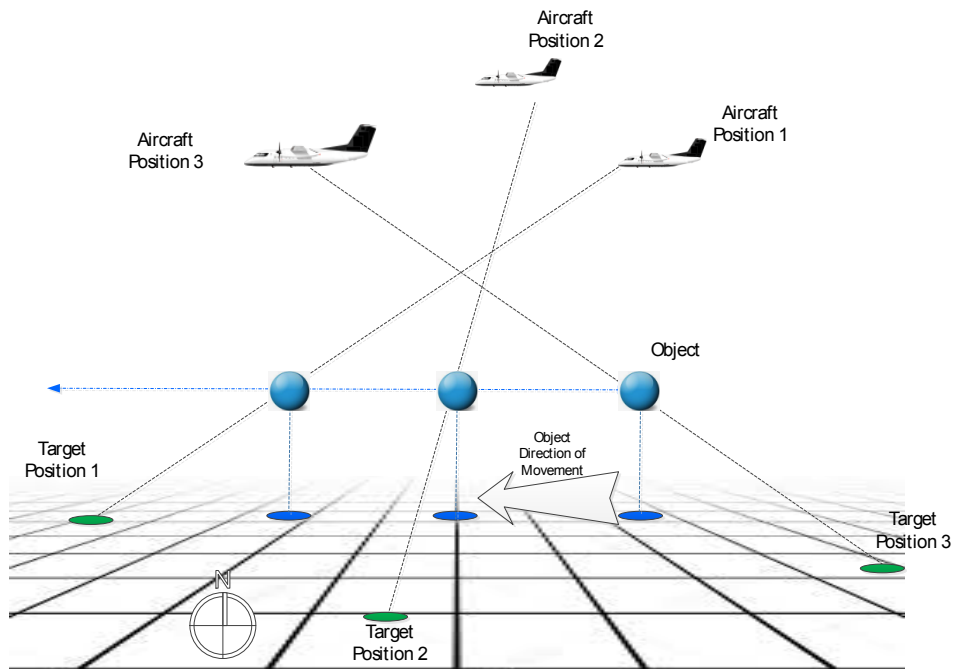 Aircraft
Position 2
Aircraft
Position 1
Aircraft
Position 3
Object
Object
Direction of
Movement
Target
Position 1
Target
Position 3
N
Target
Position 2